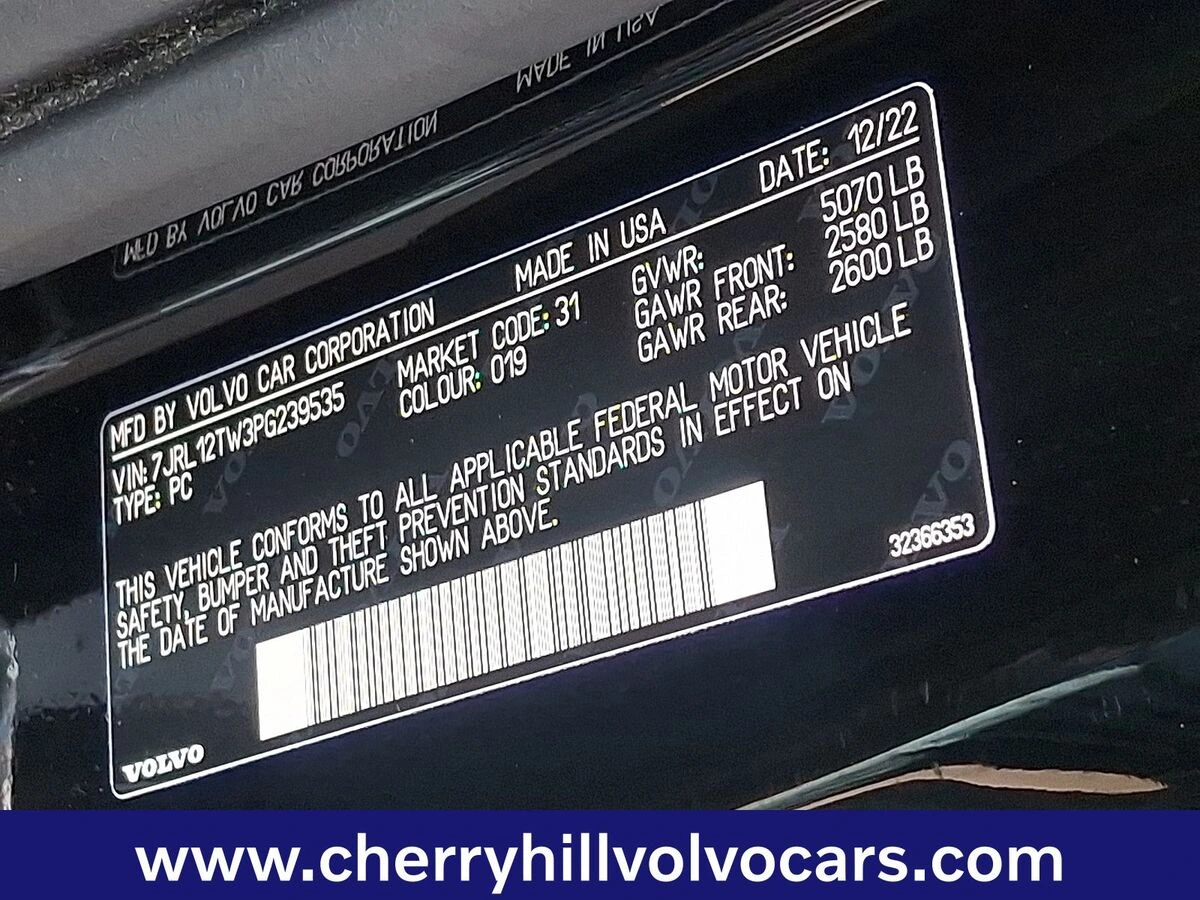 MFD BY VOLVO CAR CORPORATION MADE IN USA
MFD BY VOLVO CAR CORPORATION MADE IN USA DATE: 12/22
VIN: 7JRL12TW3PG239535 MARKET CODE: 31 GVWR: 5070 LB
TYPE: PC COLOUR: 019 GAWR FRONT: 2580 LB
GAWR REAR: 2600 LB
THIS VEHICLE CONFORMS TO ALL APPLICABLE FEDERAL MOTOR VEHICLE
SAFETY, BUMPER AND THEFT PREVENTION STANDARDS IN EFFECT ON
THE DATE OF MANUFACTURE SHOWN ABOVE.
32366353
VOLVO
www.cherryhillvolvocars.com